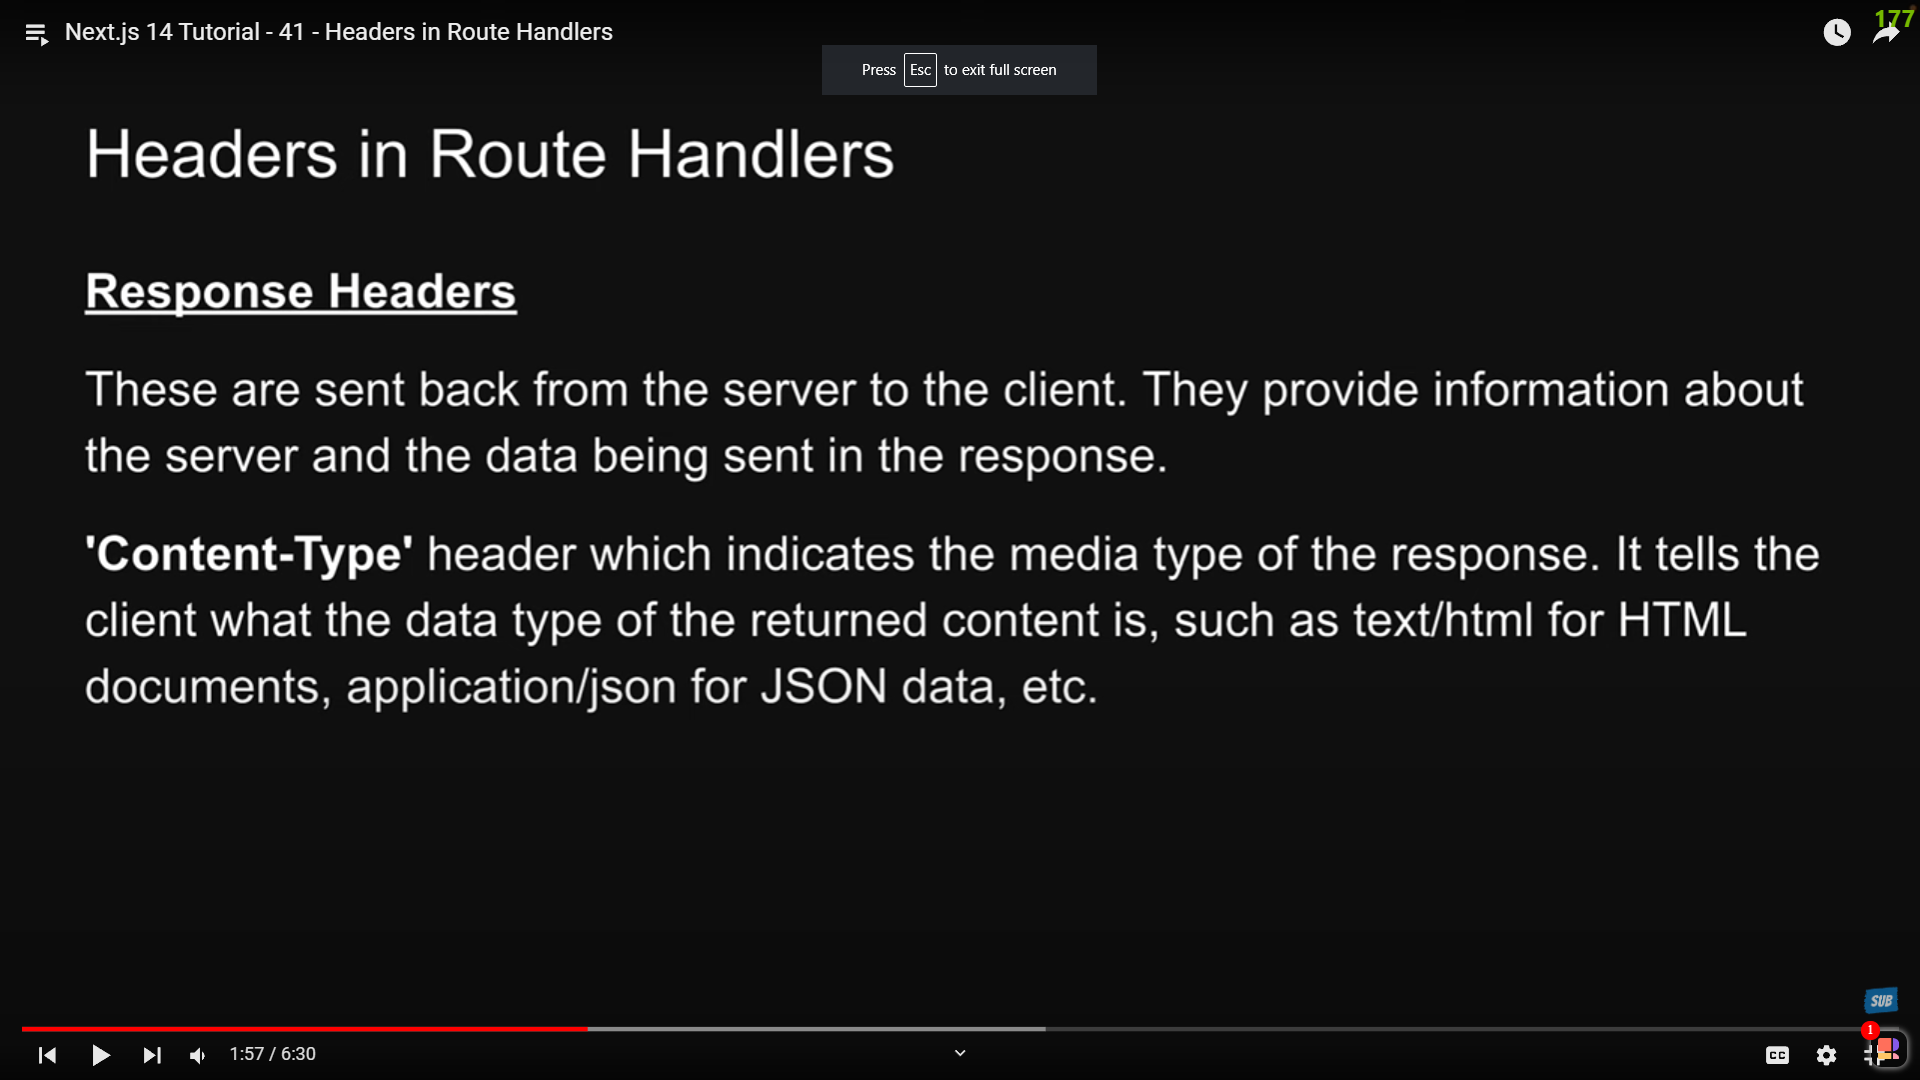 Next.js 14 Tutorial - 41 - Headers in Route Handlers
177
Press Esc to exit full screen
Headers in Route Handlers
Response Headers
These are sent back from the server to the client. They provide information about
the server and the data being sent in the response.
'Content-Type' header which indicates the media type of the response. It tells the
client what the data type of the returned content is, such as text/html for HTML
documents, application/json for JSON data, etc.
SUB
1
1:57 / 6:30
CC